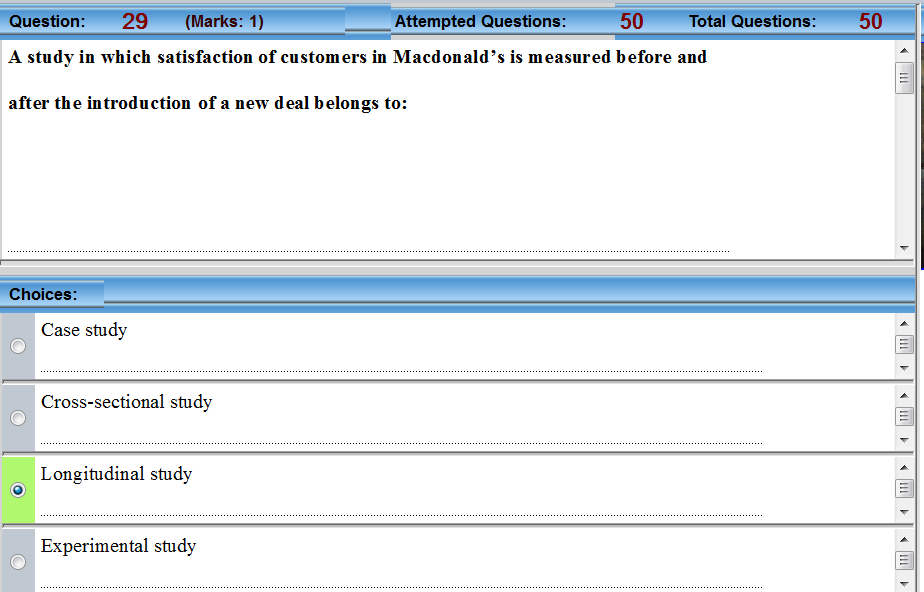 Question: 29 (Marks: 1) Attempted Questions: 50 Total Questions: 50
A study in which satisfaction of customers in Macdonald’s is measured before and
after the introduction of a new deal belongs to:
Choices:
Case study
Cross-sectional study
Longitudinal study
Experimental study